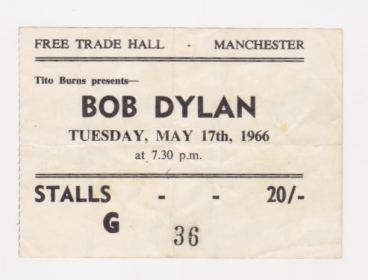 FREE TRADE HALL - MANCHESTER
Tito Burns presents—
BOB DYLAN
TUESDAY, MAY 17th, 1966
at 7.30 p.m.
STALLS - - 20/-
G 36